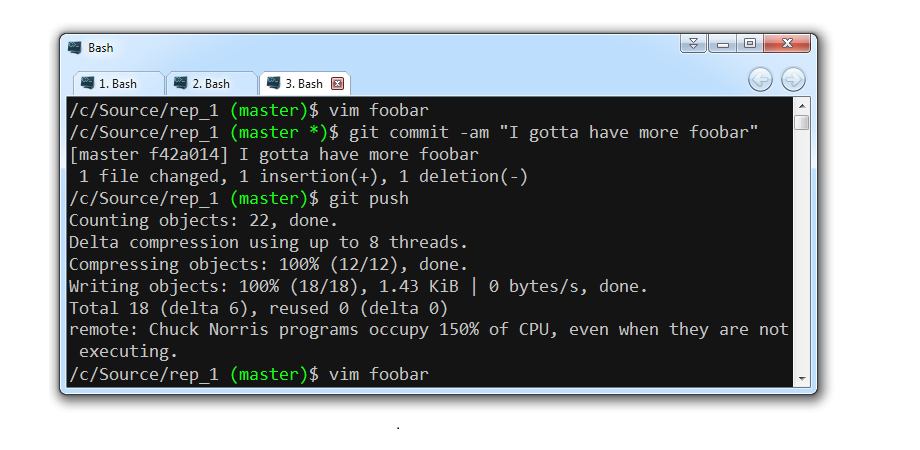 Bash
1. Bash
2. Bash
3. Bash
/c/Source/rep_1 (master)$ vim foobar
/c/Source/rep_1 (master *)$ git commit -am "I gotta have more foobar"
[master f42a014] I gotta have more foobar
 1 file changed, 1 insertion(+), 1 deletion(-)
/c/Source/rep_1 (master)$ git push
Counting objects: 22, done.
Delta compression using up to 8 threads.
Compressing objects: 100% (12/12), done.
Writing objects: 100% (18/18), 1.43 KiB | 0 bytes/s, done.
Total 18 (delta 6), reused 0 (delta 0)
remote: Chuck Norris programs occupy 150% of CPU, even when they are not
 executing.
/c/Source/rep_1 (master)$ vim foobar
.